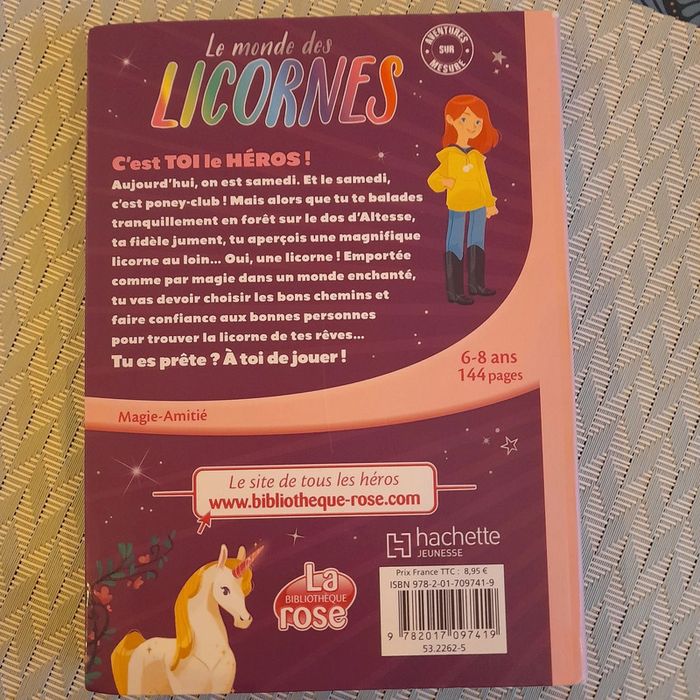 Le monde des
LICORNES
AVENTURES
SUR
MESURE
C'est TOI le HÉROS !
Aujourd'hui, on est samedi. Et le samedi,
c'est poney-club ! Mais alors que tu te balades
tranquillement en forêt sur le dos d'Altesse,
ta fidèle jument, tu aperçois une magnifique
licorne au loin... Oui, une licorne ! Emportée
comme par magie dans un monde enchanté,
tu vas devoir choisir les bons chemins et
faire confiance aux bonnes personnes
pour trouver la licorne de tes rêves...
Tu es prête ? À toi de jouer !
6-8 ans
144 pages
Magie-Amitié
Le site de tous les héros
www.bibliotheque-rose.com
hachette
JEUNESSE
La
BIBLIOTHÈQUE
rose
Prix France TTC : 8,95 €
ISBN 978-2-01-709741-9
9 782017 097419
53.2262-5